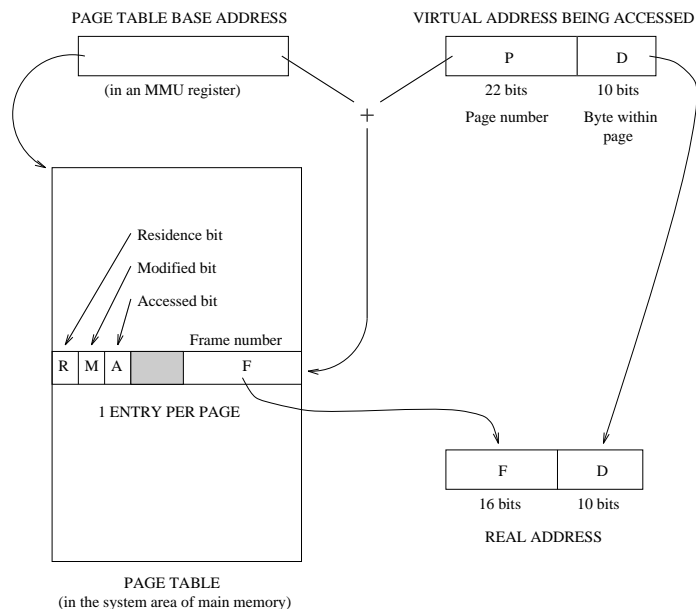 PAGE TABLE BASE ADDRESS
VIRTUAL ADDRESS BEING ACCESSED
P
D
(in an MMU register)
22 bits
10 bits
Page number
Byte within
page
+
Residence bit
Modified bit
Accessed bit
Frame number
R
M
A
F
1 ENTRY PER PAGE
F
D
16 bits
10 bits
REAL ADDRESS
PAGE TABLE
(in the system area of main memory)